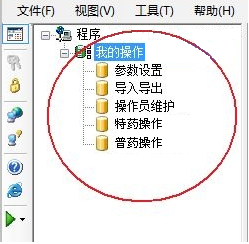 文件(F) 视图(V) 工具(T) 帮助(H)
程序
我的操作
参数设置
导入导出
操作员维护
特药操作
普药操作